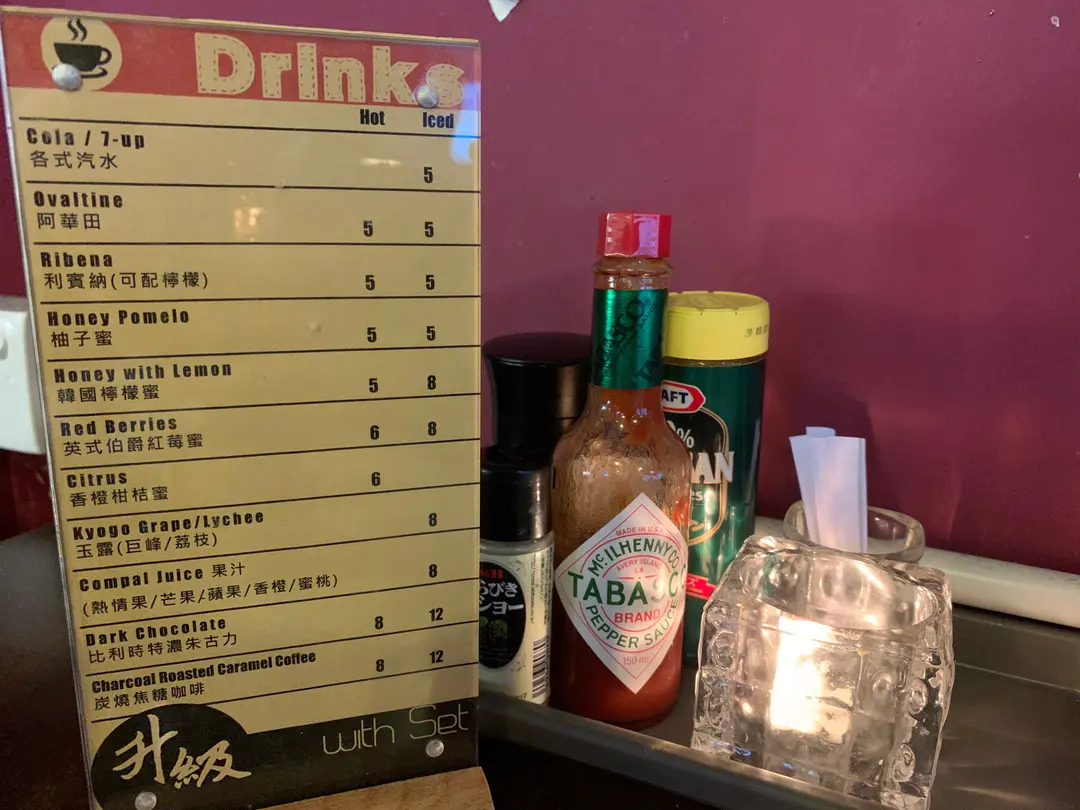 Drinks
Hot Iced
Cola / 7-up
各式汽水 5
Ovaltine
阿華田 5 5
Ribena
利賓納(可配檸檬) 5 5
Honey Pomelo
柚子蜜 5 5
Honey with Lemon
韓國檸檬蜜 5 8
Red Berries
英式伯爵紅莓蜜 6 8
Citrus
香橙柑桔蜜 6
Kyogo Grape/Lychee
玉露(巨峰/荔枝) 8
Compal Juice 果汁
(熱情果/芒果/蘋果/香橙/蜜桃) 8
Dark Chocolate
比利時特濃朱古力 8 12
Charcoal Roasted Caramel Coffee
炭燒焦糖咖啡 8 12
升級
with Set
MADE IN U.S.A.
McILHENNY CO.
AVERY ISLAND, LA.
TABASCO
BRAND
PEPPER SAUCE
150 ml
AFT
%